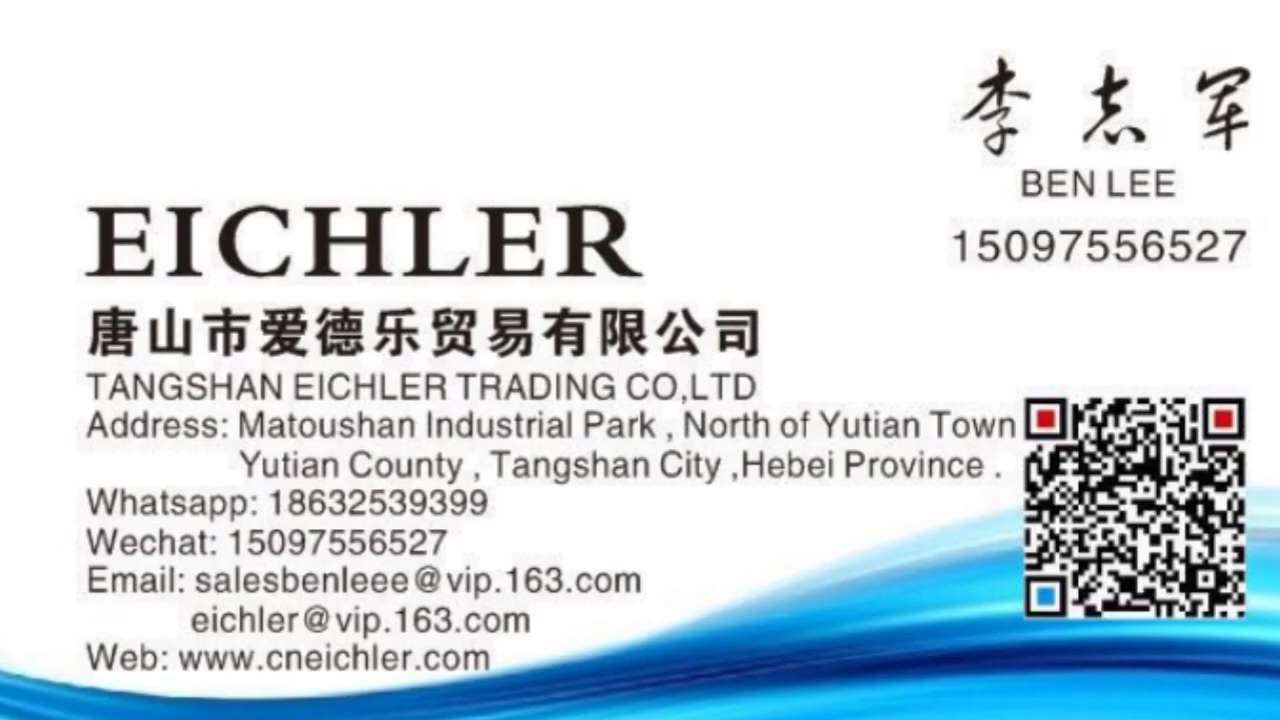 李志军
BEN LEE
15097556527
EICHLER
唐山市爱德乐贸易有限公司
TANGSHAN EICHLER TRADING CO,LTD
Address: Matoushan Industrial Park , North of Yutian Town
Yutian County , Tangshan City ,Hebei Province .
Whatsapp: 18632539399
Wechat: 15097556527
Email: salesbenleee@vip.163.com
eichler@vip.163.com
Web: www.cneichler.com